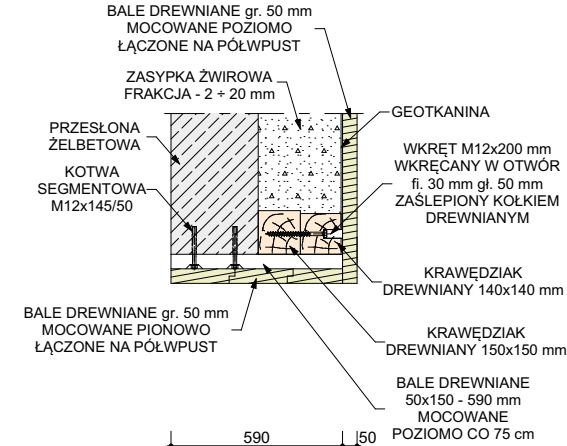 BALE DREWNIANE gr. 50 mm
MOCOWANE POZIOMO
ŁĄCZONE NA PÓŁWPUST
ZASYPKA ŻWIROWA
FRAKCJA - 2 ÷ 20 mm
GEOTKANINA
PRZESŁONA
ŻELBETOWA
WKRĘT M12x200 mm
WKRĘCANY W OTWÓR
fi. 30 mm gł. 50 mm
ZAŚLEPIONY KOŁKIEM
DREWNIANYM
KOTWA
SEGMENTOWA
M12x145/50
KRAWĘDZIAK
DREWNIANY 140x140 mm
BALE DREWNIANE gr. 50 mm
MOCOWANE PIONOWO
ŁĄCZONE NA PÓŁWPUST
KRAWĘDZIAK
DREWNIANY 150x150 mm
BALE DREWNIANE
50x150 - 590 mm
MOCOWANE
POZIOMO CO 75 cm
590
50